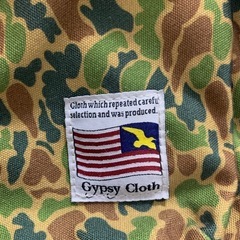 Cloth which repeated careful
selection and was produced.
Gypsy Cloth